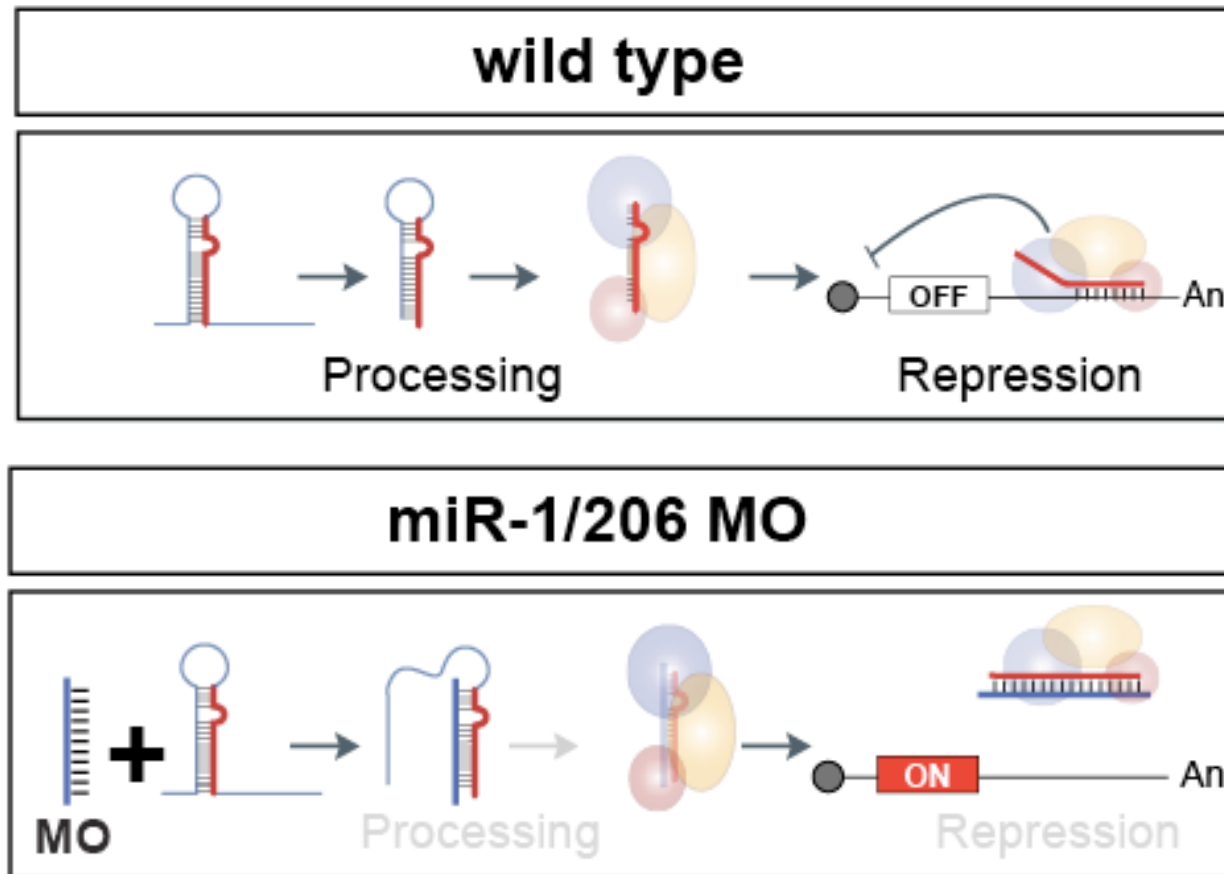 wild type
OFF
An
Processing
Repression
miR-1/206 MO
ON
An
MO
Processing
Repression